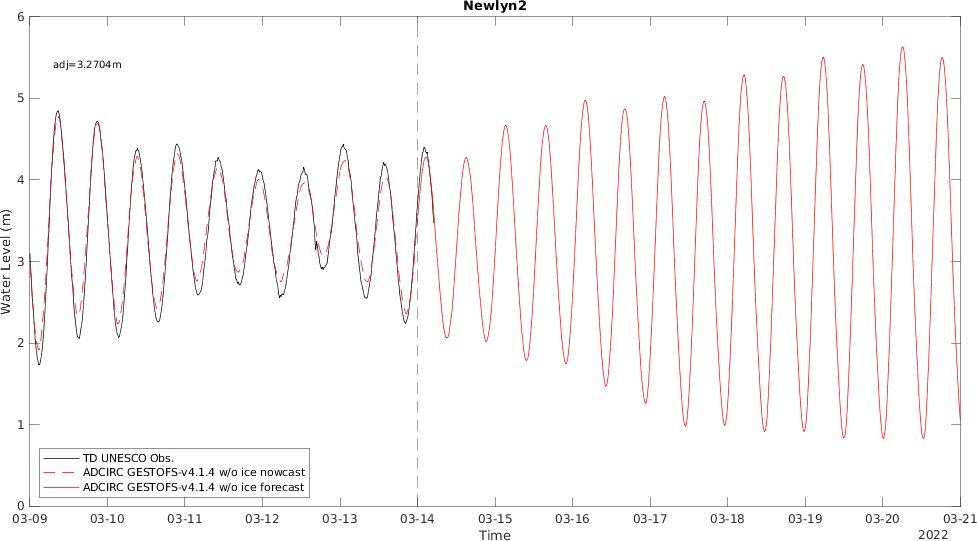 Newlyn2
adj=3.2704m
Water Level (m)
6
5
4
3
2
1
0
TD UNESCO Obs.
ADCIRC GESTOFS-v4.1.4 w/o ice nowcast
ADCIRC GESTOFS-v4.1.4 w/o ice forecast
03-09 03-10 03-11 03-12 03-13 03-14 03-15 03-16 03-17 03-18 03-19 03-20 03-21
Time
2022